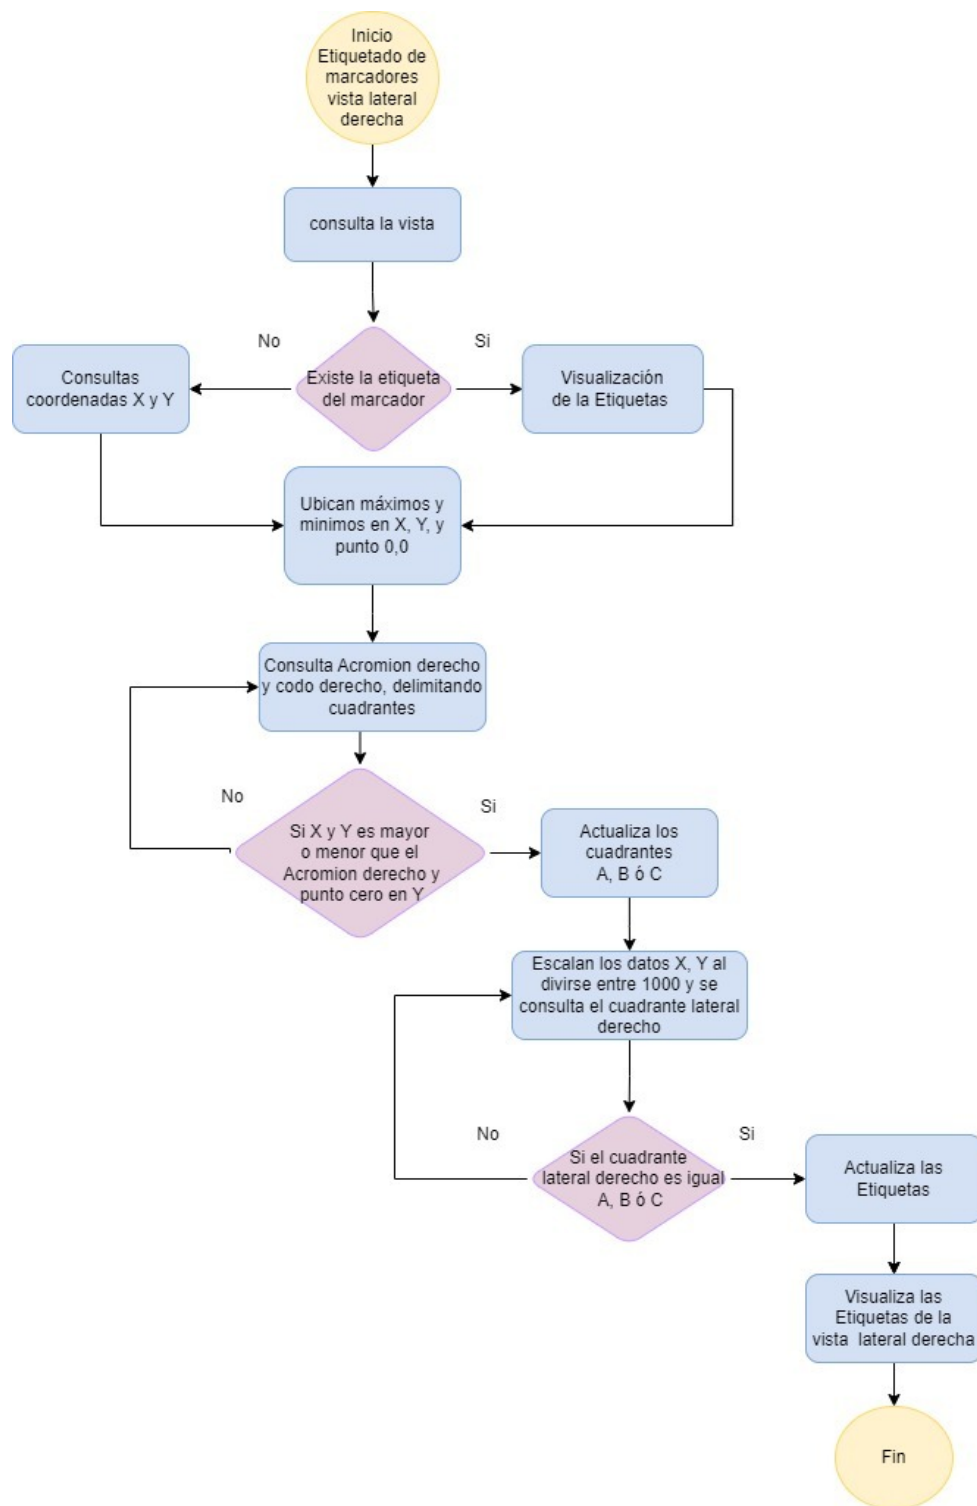 Inicio
Etiquetado de
marcadores
vista lateral
derecha
consulta la vista
No
Si
Consultas
coordenadas X y Y
Existe la etiqueta
del marcador
Visualización
de la Etiquetas
Ubican máximos y
minimos en X, Y, y
punto 0,0
Consulta Acromion derecho
y codo derecho, delimitando
cuadrantes
No
Si
Si X y Y es mayor
o menor que el
Acromion derecho y
punto cero en Y
Actualiza los
cuadrantes
A, B ó C
Escalan los datos X, Y al
divirse entre 1000 y se
consulta el cuadrante lateral
derecho
No
Si
Si el cuadrante
lateral derecho es igual
A, B ó C
Actualiza las
Etiquetas
Visualiza las
Etiquetas de la
vista lateral derecha
Fin